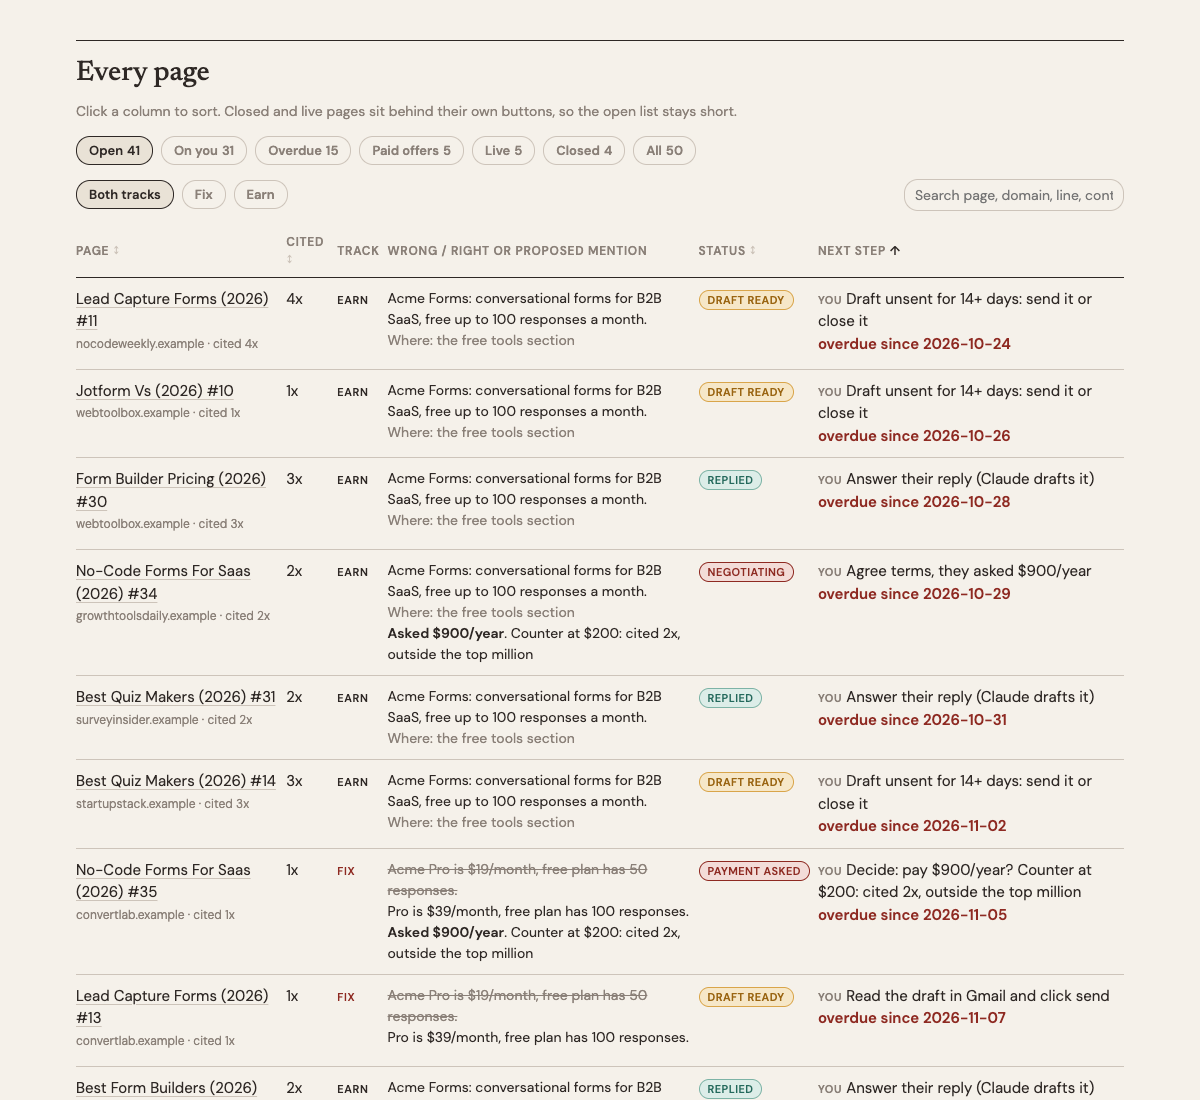 Every page
Click a column to sort. Closed and live pages sit behind their own buttons, so the open list stays short.
Open 41 On you 31 Overdue 15 Paid offers 5 Live 5 Closed 4 All 50
Both tracks Fix Earn Search page, domain, line, cont
PAGE ↕ CITED ↕ TRACK WRONG / RIGHT OR PROPOSED MENTION STATUS ↕ NEXT STEP ↑
Lead Capture Forms (2026)
#11
nocodeweekly.example · cited 4x
4x
EARN
Acme Forms: conversational forms for B2B
SaaS, free up to 100 responses a month.
Where: the free tools section
DRAFT READY
YOU Draft unsent for 14+ days: send it or
close it
overdue since 2026-10-24
Jotform Vs (2026) #10
webtoolbox.example · cited 1x
1x
EARN
Acme Forms: conversational forms for B2B
SaaS, free up to 100 responses a month.
Where: the free tools section
DRAFT READY
YOU Draft unsent for 14+ days: send it or
close it
overdue since 2026-10-26
Form Builder Pricing (2026)
#30
webtoolbox.example · cited 3x
3x
EARN
Acme Forms: conversational forms for B2B
SaaS, free up to 100 responses a month.
Where: the free tools section
REPLIED
YOU Answer their reply (Claude drafts it)
overdue since 2026-10-28
No-Code Forms For Saas
(2026) #34
growthtoolsdaily.example · cited 2x
2x
EARN
Acme Forms: conversational forms for B2B
SaaS, free up to 100 responses a month.
Where: the free tools section
Asked $900/year. Counter at $200: cited 2x,
outside the top million
NEGOTIATING
YOU Agree terms, they asked $900/year
overdue since 2026-10-29
Best Quiz Makers (2026) #31
surveyinsider.example · cited 2x
2x
EARN
Acme Forms: conversational forms for B2B
SaaS, free up to 100 responses a month.
Where: the free tools section
REPLIED
YOU Answer their reply (Claude drafts it)
overdue since 2026-10-31
Best Quiz Makers (2026) #14
startupstack.example · cited 3x
3x
EARN
Acme Forms: conversational forms for B2B
SaaS, free up to 100 responses a month.
Where: the free tools section
DRAFT READY
YOU Draft unsent for 14+ days: send it or
close it
overdue since 2026-11-02
No-Code Forms For Saas
(2026) #35
convertlab.example · cited 1x
1x
FIX
Acme Pro is $19/month, free plan has 50
responses.
Pro is $39/month, free plan has 100 responses.
Asked $900/year. Counter at $200: cited 2x,
outside the top million
PAYMENT ASKED
YOU Decide: pay $900/year? Counter at
$200: cited 2x, outside the top million
overdue since 2026-11-05
Lead Capture Forms (2026)
#13
convertlab.example · cited 1x
1x
FIX
Acme Pro is $19/month, free plan has 50
responses.
Pro is $39/month, free plan has 100 responses.
DRAFT READY
YOU Read the draft in Gmail and click send
overdue since 2026-11-07
Best Form Builders (2026)
2x
EARN
Acme Forms: conversational forms for B2B
REPLIED
YOU Answer their reply (Claude drafts it)